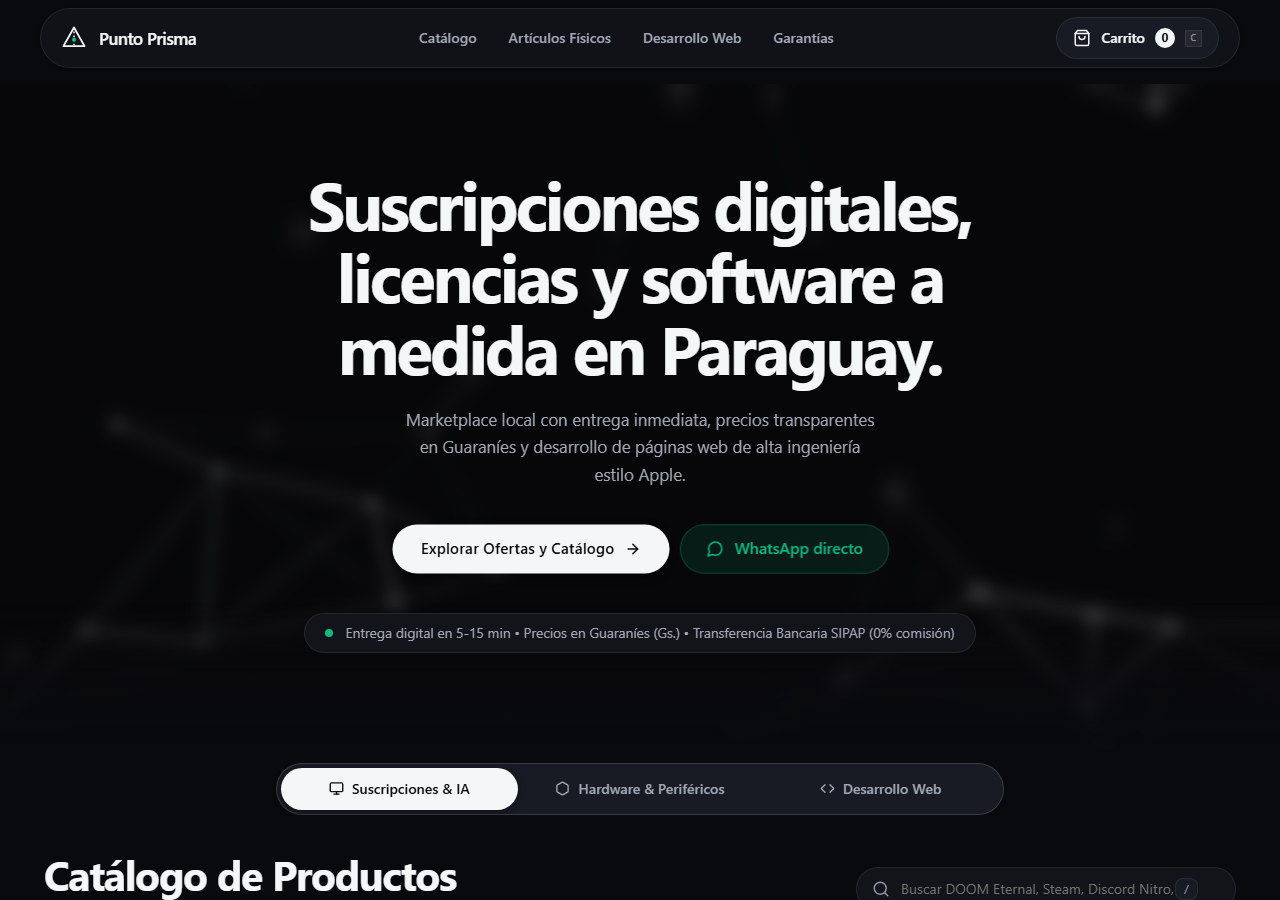 Punto Prisma
Catálogo
Artículos Físicos
Desarrollo Web
Garantías
Carrito 0 C
Suscripciones digitales,
licencias y software a
medida en Paraguay.
Marketplace local con entrega inmediata, precios transparentes
en Guaraníes y desarrollo de páginas web de alta ingeniería
estilo Apple.
Explorar Ofertas y Catálogo
WhatsApp directo
Entrega digital en 5-15 min • Precios en Guaraníes (Gs.) • Transferencia Bancaria SIPAP (0% comisión)
Suscripciones & IA
Hardware & Periféricos
Desarrollo Web
Catálogo de Productos
Buscar DOOM Eternal, Steam, Discord Nitro, /